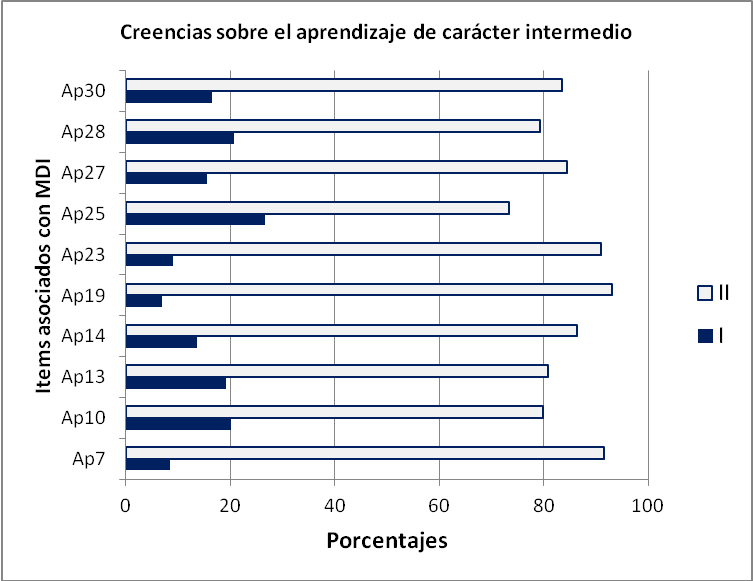 Creencias sobre el aprendizaje de carácter intermedio
Items asociados con MDI
Ap30
Ap28
Ap27
Ap25
Ap23
Ap19
Ap14
Ap13
Ap10
Ap7
0 20 40 60 80 100
Porcentajes
II
I